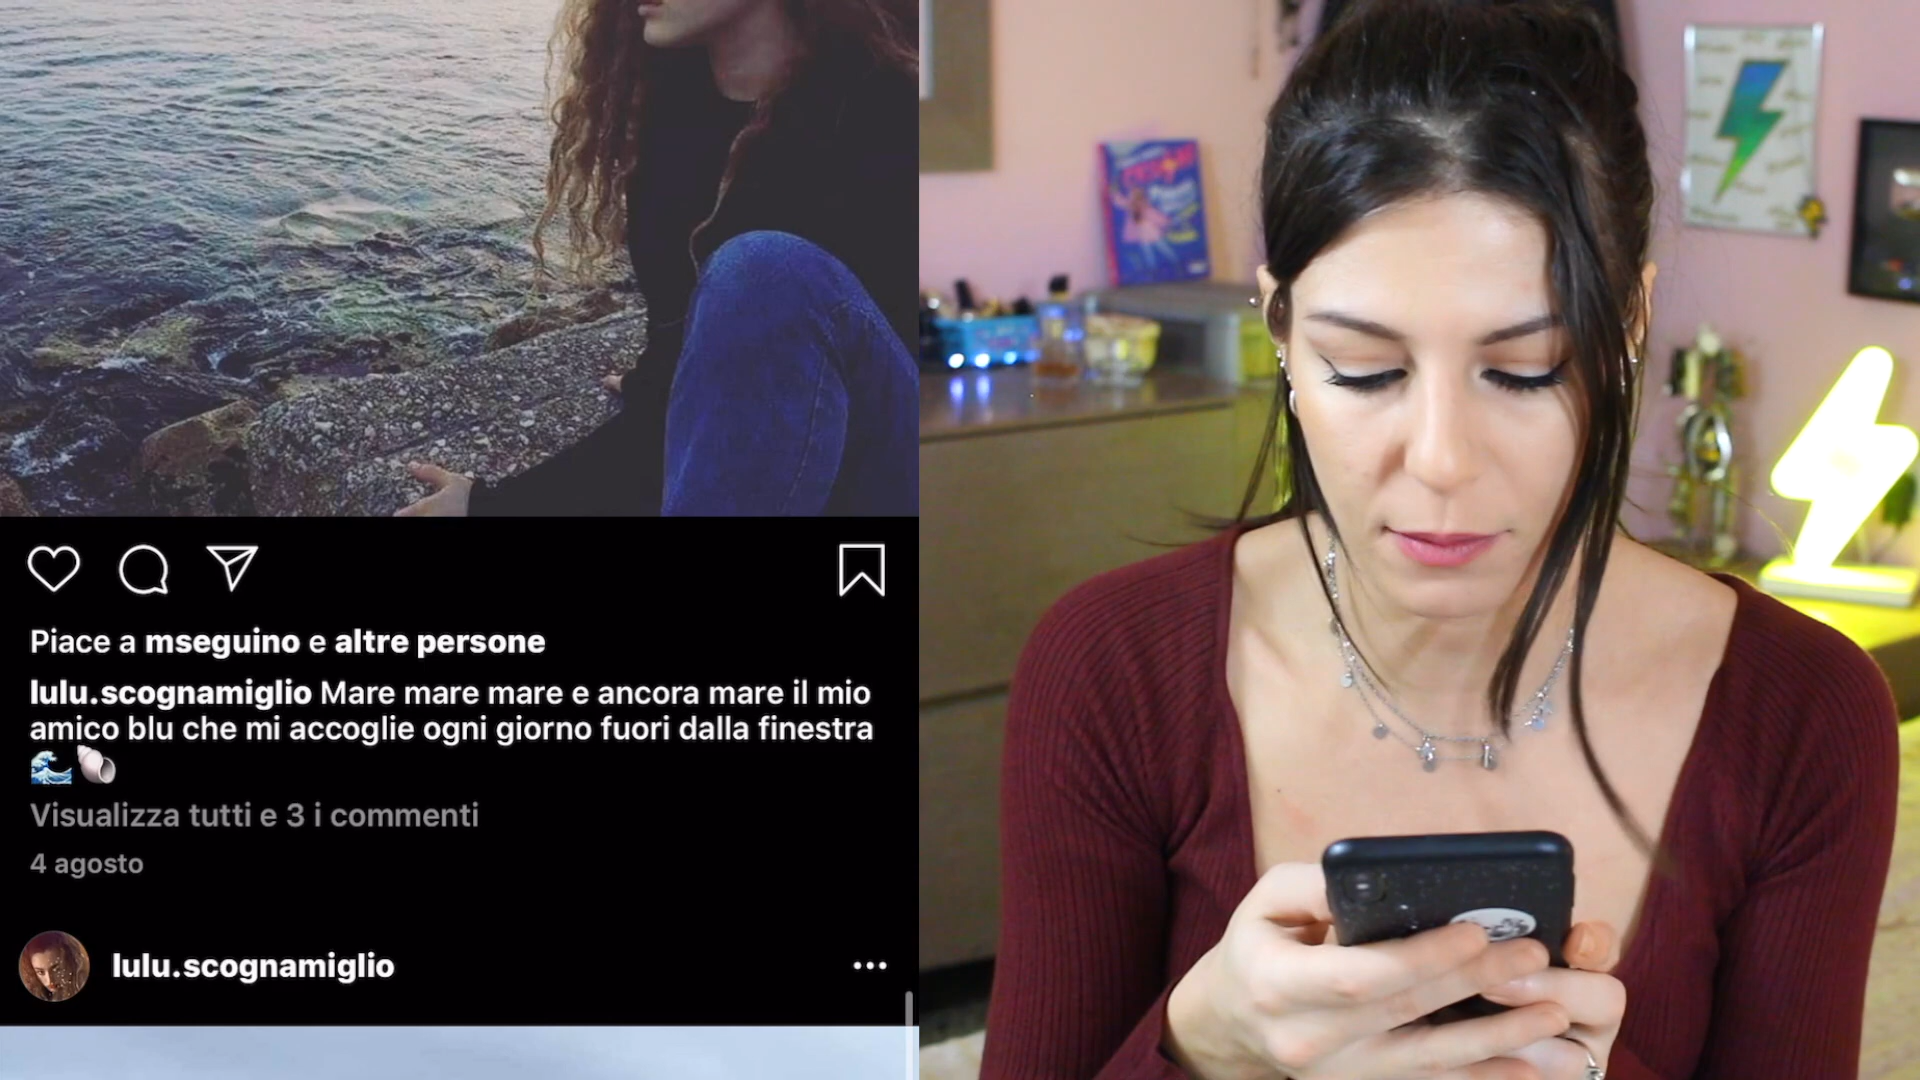 Piace a mseguino e altre persone
lulu.scognamiglio Mare mare mare e ancora mare il mio
amico blu che mi accoglie ogni giorno fuori dalla finestra
🌊🐚
Visualizza tutti e 3 i commenti
4 agosto
lulu.scognamiglio